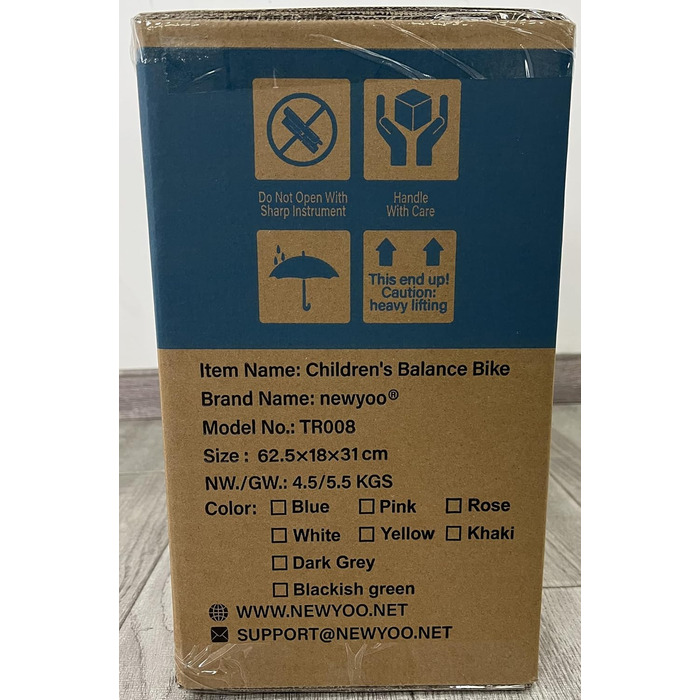 Do Not Open With
Sharp Instrument
Handle
With Care
This end up!
Caution:
heavy lifting
Item Name: Children's Balance Bike
Brand Name: newyoo®
Model No.: TR008
Size : 62.5×18×31 cm
NW./GW.: 4.5/5.5 KGS
Color: Blue Pink Rose
White Yellow Khaki
Dark Grey
Blackish green
WWW.NEWYOO.NET
SUPPORT@NEWYOO.NET